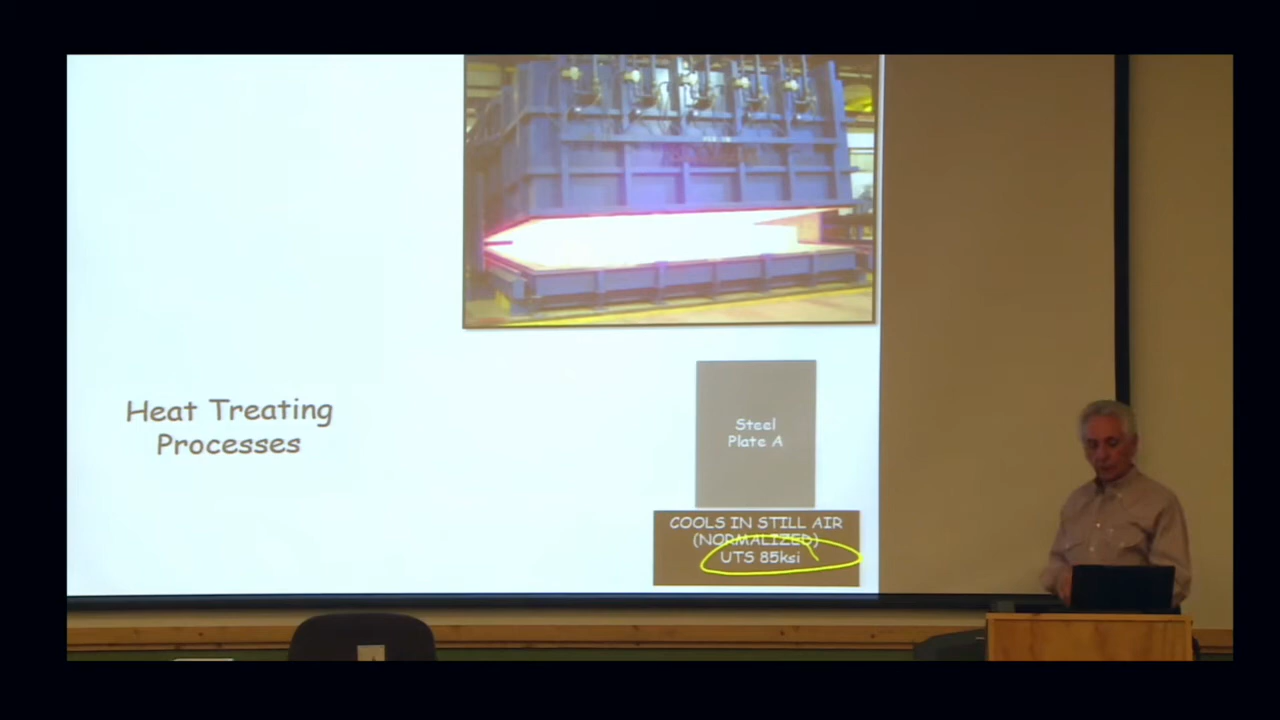 Heat Treating
Processes
Steel
Plate A
COOLS IN STILL AIR
(NORMALIZED)
UTS 85ksi